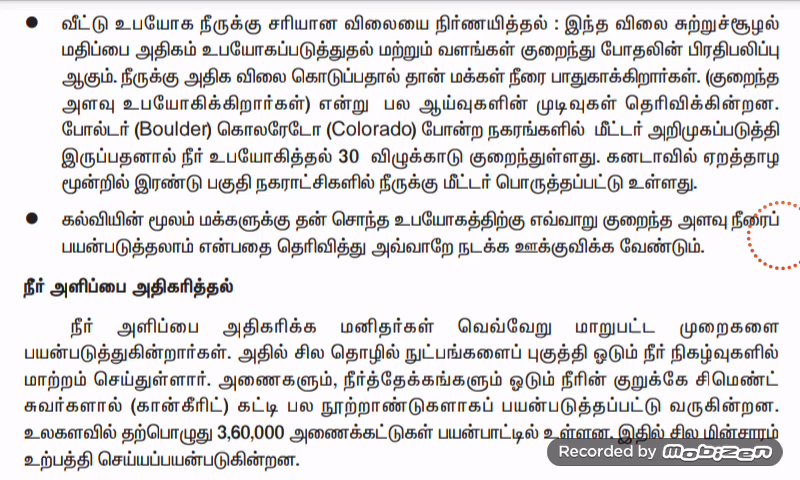 ● வீட்டு உபயோக நீருக்கு சரியான விலையை நிர்ணயித்தல் : இந்த விலை சுற்றுச்சூழல்
மதிப்பை அதிகம் உபயோகப்படுத்துதல் மற்றும் வளங்கள் குறைந்து போதலின் பிரதிபலிப்பு
ஆகும். நீருக்கு அதிக விலை கொடுப்பதால் தான் மக்கள் நீரை பாதுகாக்கிறார்கள். (குறைந்த
அளவு உபயோகிக்கிறார்கள்) என்று பல ஆய்வுகளின் முடிவுகள் தெரிவிக்கின்றன.
போல்டர் (Boulder) கொலரேடோ (Colorado) போன்ற நகரங்களில் மீட்டர் அறிமுகப்படுத்தி
இருப்பதனால் நீர் உபயோகித்தல் 30 விழுக்காடு குறைந்துள்ளது. கனடாவில் ஏறத்தாழ
மூன்றில் இரண்டு பகுதி நகராட்சிகளில் நீருக்கு மீட்டர் பொருத்தப்பட்டு உள்ளது.
● கல்வியின் மூலம் மக்களுக்கு தன் சொந்த உபயோகத்திற்கு எவ்வாறு குறைந்த அளவு நீரைப்
பயன்படுத்தலாம் என்பதை தெரிவித்து அவ்வாறே நடக்க ஊக்குவிக்க வேண்டும்.
நீர் அளிப்பை அதிகரித்தல்
நீர் அளிப்பை அதிகரிக்க மனிதர்கள் வெவ்வேறு மாறுபட்ட முறைகளை
பயன்படுத்துகின்றார்கள். அதில் சில தொழில் நுட்பங்களைப் புகுத்தி ஓடும் நீர் நிகழ்வுகளில்
மாற்றம் செய்துள்ளார். அணைகளும், நீர்த்தேக்கங்களும் ஓடும் நீரின் குறுக்கே சிமெண்ட்
சுவர்களால் (கான்கீரிட்) கட்டி பல நூற்றாண்டுகளாகப் பயன்படுத்தப்பட்டு வருகின்றன.
உலகளவில் தற்பொழுது 3,60,000 அணைக்கட்டுகள் பயன்பாட்டில் உள்ளன. இதில் சில மின்சாரம்
உற்பத்தி செய்யப்பயன்படுகின்றன.
Recorded by mobizen